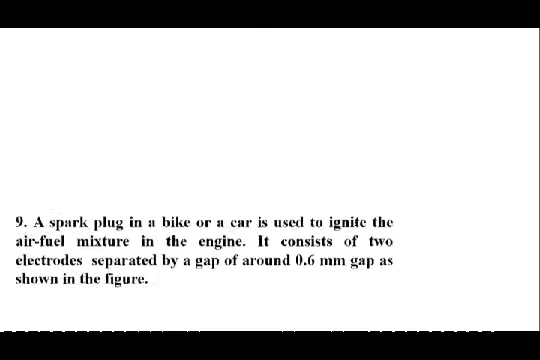 9. A spark plug in a bike or a car is used to ignite the
air-fuel mixture in the engine. It consists of two
electrodes separated by a gap of around 0.6 mm gap as
shown in the figure.